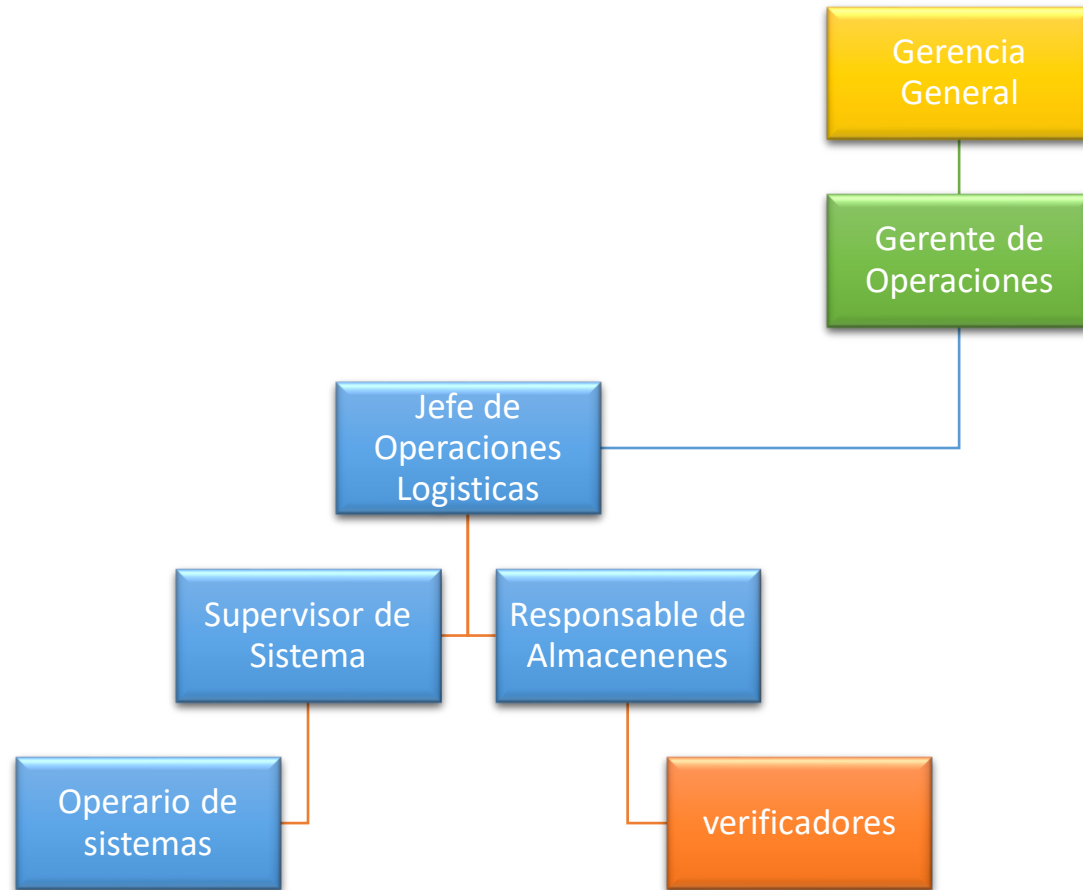 Gerencia
General
Gerente de
Operaciones
Jefe de
Operaciones
Logisticas
Supervisor de
Sistema
Responsable de
Almacenenes
Operario de
sistemas
verificadores